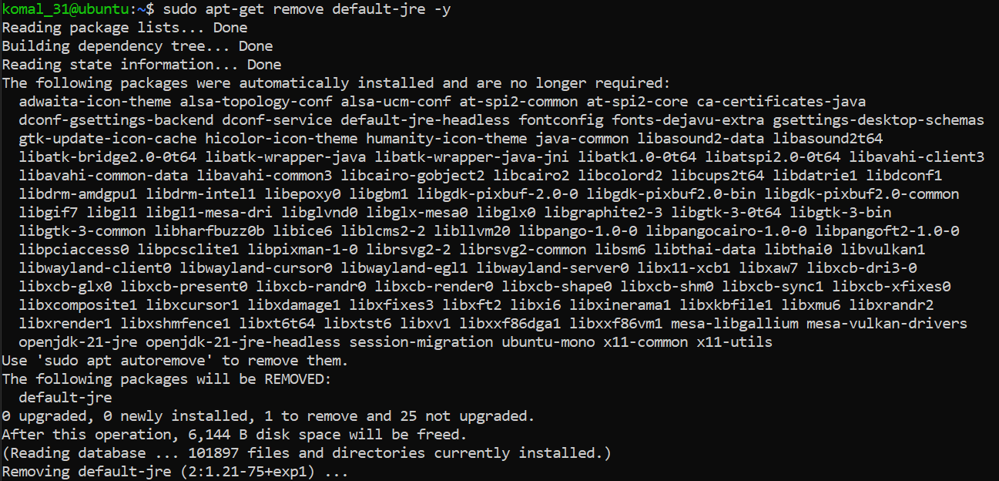 komal_31@ubuntu:~$ sudo apt-get remove default-jre -y
Reading package lists... Done
Building dependency tree... Done
Reading state information... Done
The following packages were automatically installed and are no longer required:
  adwaita-icon-theme alsa-topology-conf alsa-ucm-conf at-spi2-common at-spi2-core ca-certificates-java
  dconf-gsettings-backend dconf-service default-jre-headless fontconfig fonts-dejavu-extra gsettings-desktop-schemas
  gtk-update-icon-cache hicolor-icon-theme humanity-icon-theme java-common libasound2-data libasound2t64
  libatk-bridge2.0-0t64 libatk-wrapper-java libatk-wrapper-java-jni libatk1.0-0t64 libatspi2.0-0t64 libavahi-client3
  libavahi-common-data libavahi-common3 libcairo-gobject2 libcairo2 libcolord2 libcups2t64 libdatrie1 libdconf1
  libdrm-amdgpu1 libdrm-intel1 libepoxy0 libgbm1 libgdk-pixbuf-2.0-0 libgdk-pixbuf2.0-bin libgdk-pixbuf2.0-common
  libgif7 libgl1 libgl1-mesa-dri libglvnd0 libglx-mesa0 libglx0 libgraphite2-3 libgtk-3-0t64 libgtk-3-bin
  libgtk-3-common libharfbuzz0b libice6 liblcms2-2 libllvm20 libpango-1.0-0 libpangocairo-1.0-0 libpangoft2-1.0-0
  libpciaccess0 libpcsclite1 libpixman-1-0 librsvg2-2 librsvg2-common libsm6 libthai-data libthai0 libvulkan1
  libwayland-client0 libwayland-cursor0 libwayland-egl1 libwayland-server0 libx11-xcb1 libxaw7 libxcb-dri3-0
  libxcb-glx0 libxcb-present0 libxcb-randr0 libxcb-render0 libxcb-shape0 libxcb-shm0 libxcb-sync1 libxcb-xfixes0
  libxcomposite1 libxcursor1 libxdamage1 libxfixes3 libxft2 libxi6 libxinerama1 libxkbfile1 libxmu6 libxrandr2
  libxrender1 libxshmfence1 libxt6t64 libxtst6 libxv1 libxxf86dga1 libxxf86vm1 mesa-libgallium mesa-vulkan-drivers
  openjdk-21-jre openjdk-21-jre-headless session-migration ubuntu-mono x11-common x11-utils
Use 'sudo apt autoremove' to remove them.
The following packages will be REMOVED:
  default-jre
0 upgraded, 0 newly installed, 1 to remove and 25 not upgraded.
After this operation, 6,144 B disk space will be freed.
(Reading database ... 101897 files and directories currently installed.)
Removing default-jre (2:1.21-75+exp1) ...